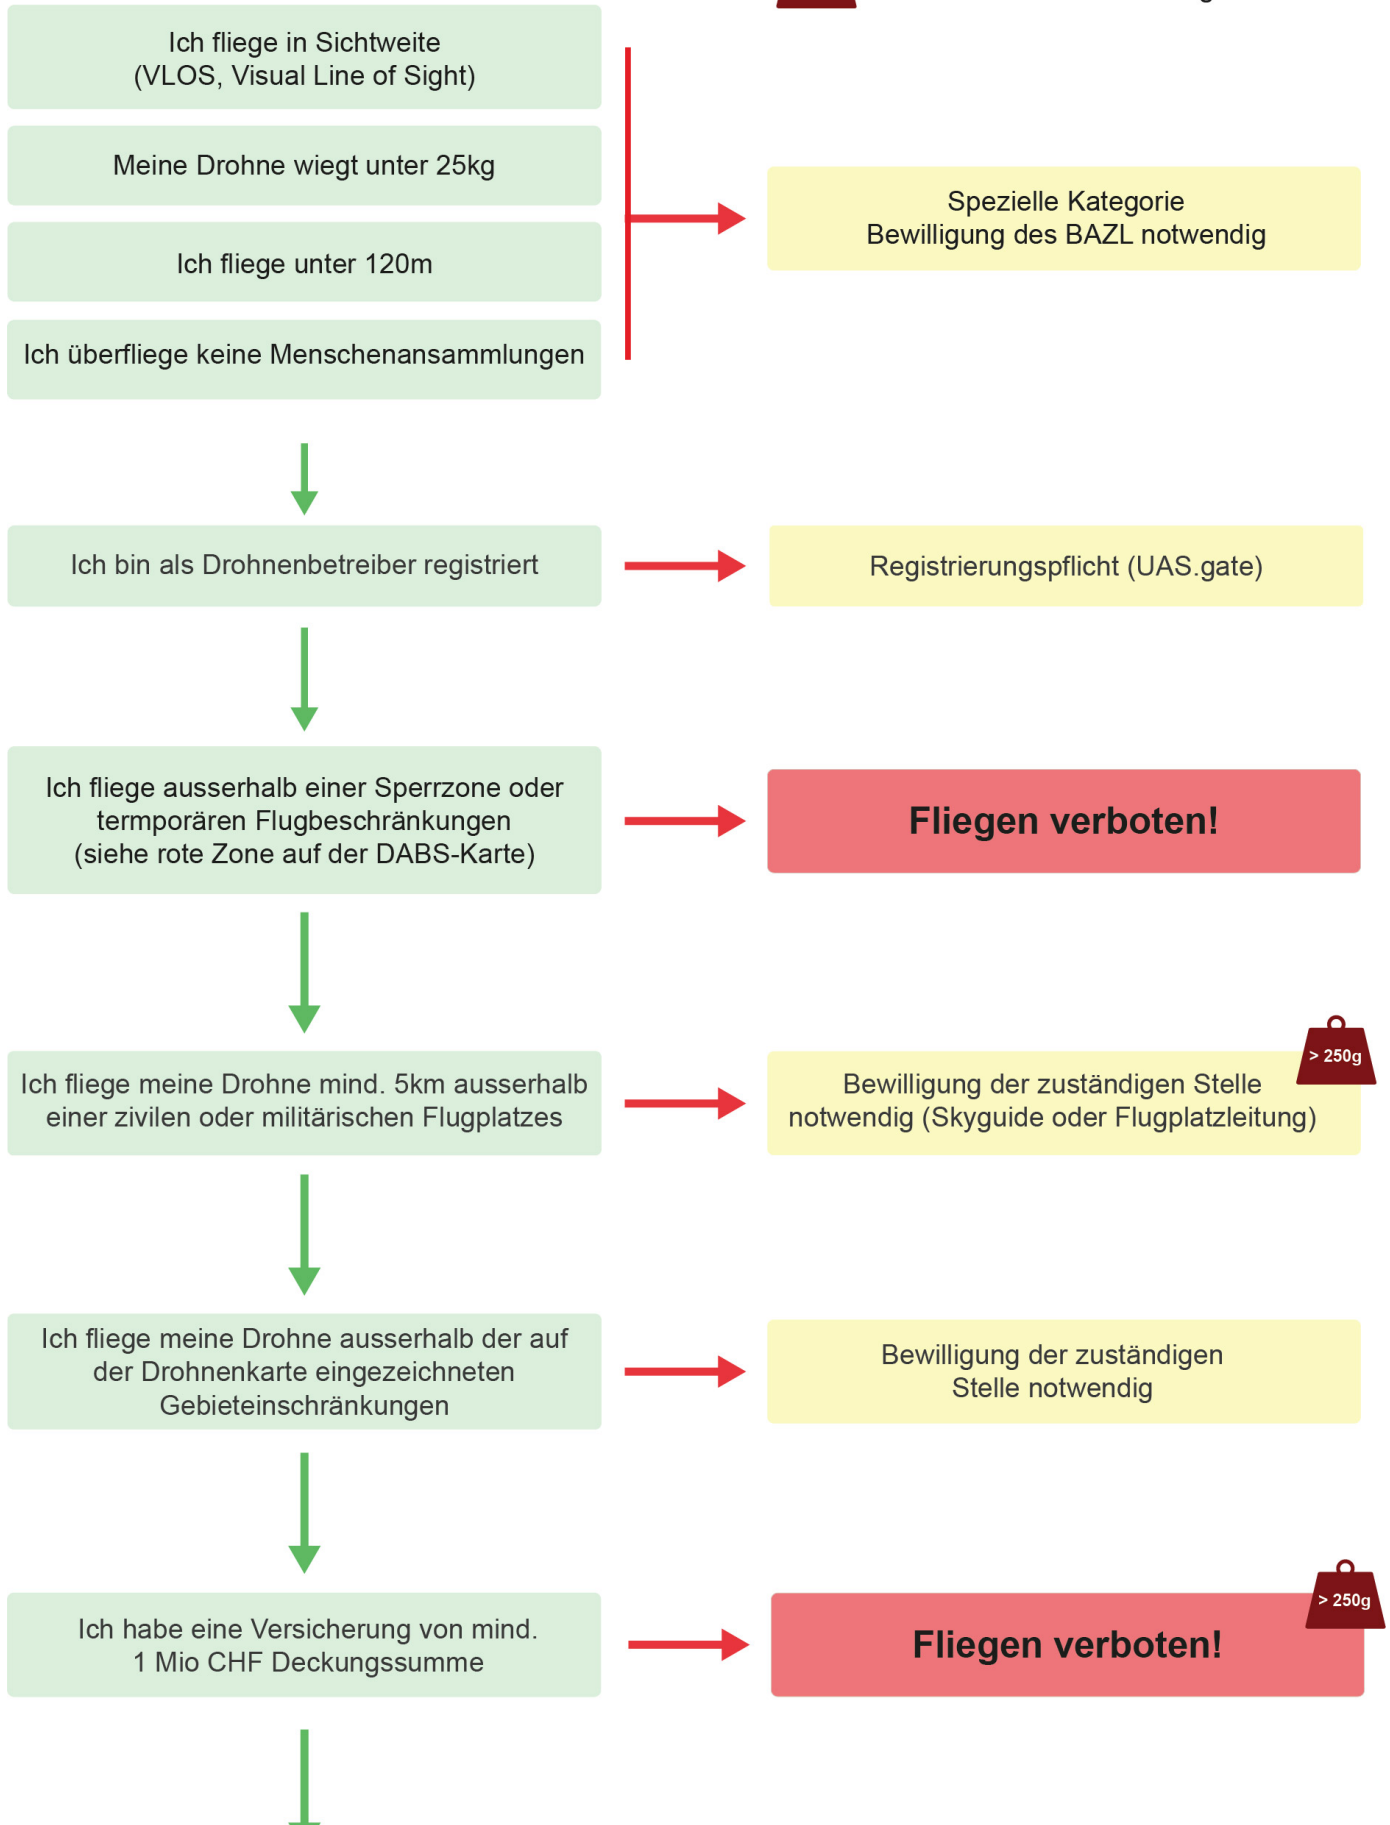 Ich fliege in Sichtweite
(VLOS, Visual Line of Sight)
Meine Drohne wiegt unter 25kg
Ich fliege unter 120m
Ich überfliege keine Menschenansammlungen
Spezielle Kategorie
Bewilligung des BAZL notwendig
Ich bin als Drohnenbetreiber registriert
Registrierungspflicht (UAS.gate)
Ich fliege ausserhalb einer Sperrzone oder
termporären Flugbeschränkungen
(siehe rote Zone auf der DABS-Karte)
Fliegen verboten!
Ich fliege meine Drohne mind. 5km ausserhalb
einer zivilen oder militärischen Flugplatzes
> 250g
Bewilligung der zuständigen Stelle
notwendig (Skyguide oder Flugplatzleitung)
Ich fliege meine Drohne ausserhalb der auf
der Drohnenkarte eingezeichneten
Gebieteinschränkungen
Bewilligung der zuständigen
Stelle notwendig
Ich habe eine Versicherung von mind.
1 Mio CHF Deckungssumme
> 250g
Fliegen verboten!